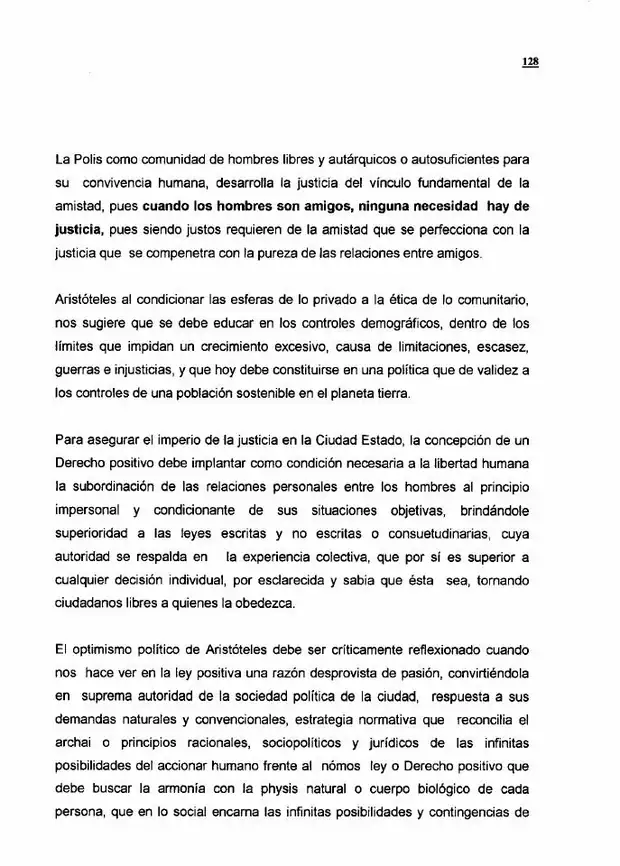 128
La Polis como comunidad de hombres libres y autárquicos o autosuficientes para
su convivencia humana, desarrolla la justicia del vínculo fundamental de la
amistad, pues cuando los hombres son amigos, ninguna necesidad hay de
justicia, pues siendo justos requieren de la amistad que se perfecciona con la
justicia que se compenetra con la pureza de las relaciones entre amigos.
Aristóteles al condicionar las esferas de lo privado a la ética de lo comunitario,
nos sugiere que se debe educar en los controles demográficos, dentro de los
límites que impidan un crecimiento excesivo, causa de limitaciones, escasez,
guerras e injusticias, y que hoy debe constituirse en una política que de validez a
los controles de una población sostenible en el planeta tierra.
Para asegurar el imperio de la justicia en la Ciudad Estado, la concepción de un
Derecho positivo debe implantar como condición necesaria a la libertad humana
la subordinación de las relaciones personales entre los hombres al principio
impersonal y condicionante de sus situaciones objetivas, brindándole
superioridad a las leyes escritas y no escritas o consuetudinarias, cuya
autoridad se respalda en la experiencia colectiva, que por sí es superior a
cualquier decisión individual, por esclarecida y sabia que ésta sea, tornando
ciudadanos libres a quienes la obedezca.
El optimismo político de Aristóteles debe ser críticamente reflexionado cuando
nos hace ver en la ley positiva una razón desprovista de pasión, convirtiéndola
en suprema autoridad de la sociedad política de la ciudad, respuesta a sus
demandas naturales y convencionales, estrategia normativa que reconcilia el
archai o principios racionales, sociopolíticos y jurídicos de las infinitas
posibilidades del accionar humano frente al nómos ley o Derecho positivo que
debe buscar la armonía con la physis natural o cuerpo biológico de cada
persona, que en lo social encarna las infinitas posibilidades y contingencias de